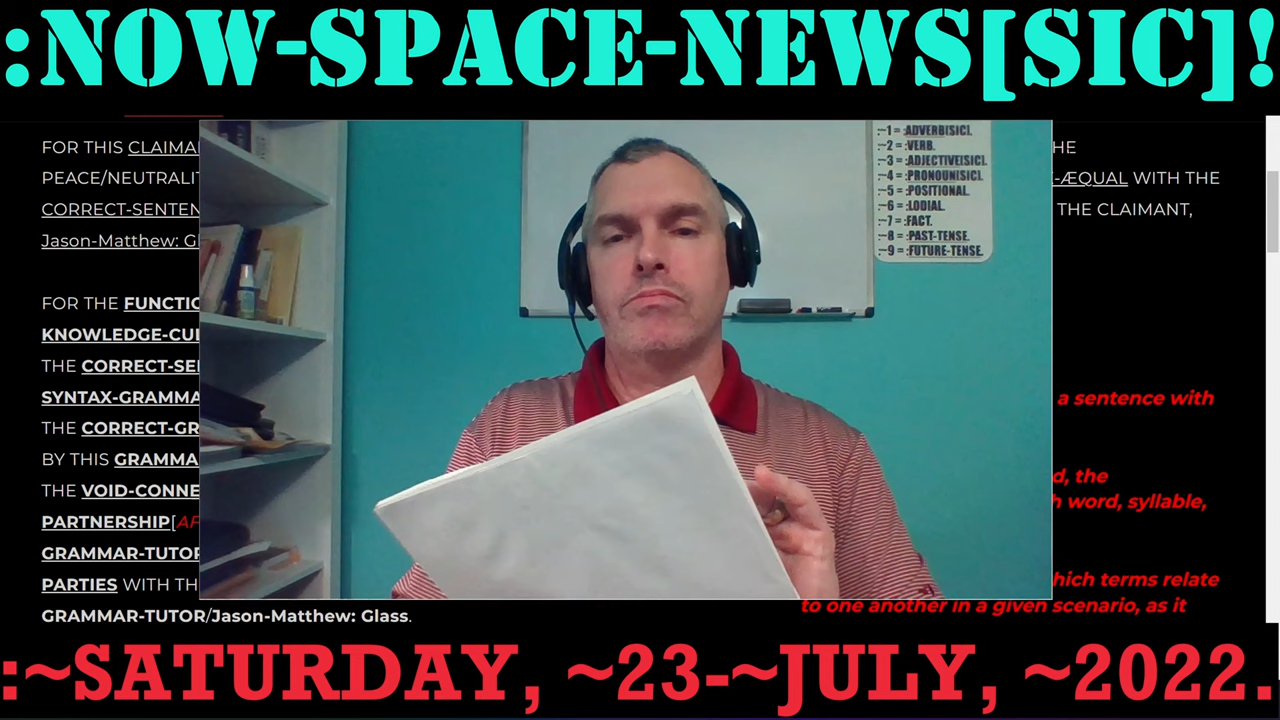 :NOW-SPACE-NEWS[SIC]!
FOR THIS CLAIMA
HE
PEACE/NEUTRALIT
-ÆQUAL WITH THE
CORRECT-SENTEN
THE CLAIMANT,
Jason-Matthew: G
:~1 = :ADVERB[SIC].
:~2 = :VERB.
:~3 = :ADJECTIVE[SIC].
:~4 = :PRONOUN[SIC].
:~5 = :POSITIONAL.
:~6 = :LODIAL.
:~7 = :FACT.
:~8 = :PAST-TENSE.
:~9 = :FUTURE-TENSE.
FOR THE FUNCTIO
KNOWLEDGE-CUL
THE CORRECT-SE
SYNTAX-GRAMMA
a sentence with
THE CORRECT-GR
BY THIS GRAMMA
d, the
THE VOID-CONNE
h word, syllable,
PARTNERSHIP[AF
GRAMMAR-TUTOR
PARTIES WITH TH
hich terms relate
to one another in a given scenario, as it
GRAMMAR-TUTOR/Jason-Matthew: Glass.
:~SATURDAY, ~23-~JULY, ~2022.